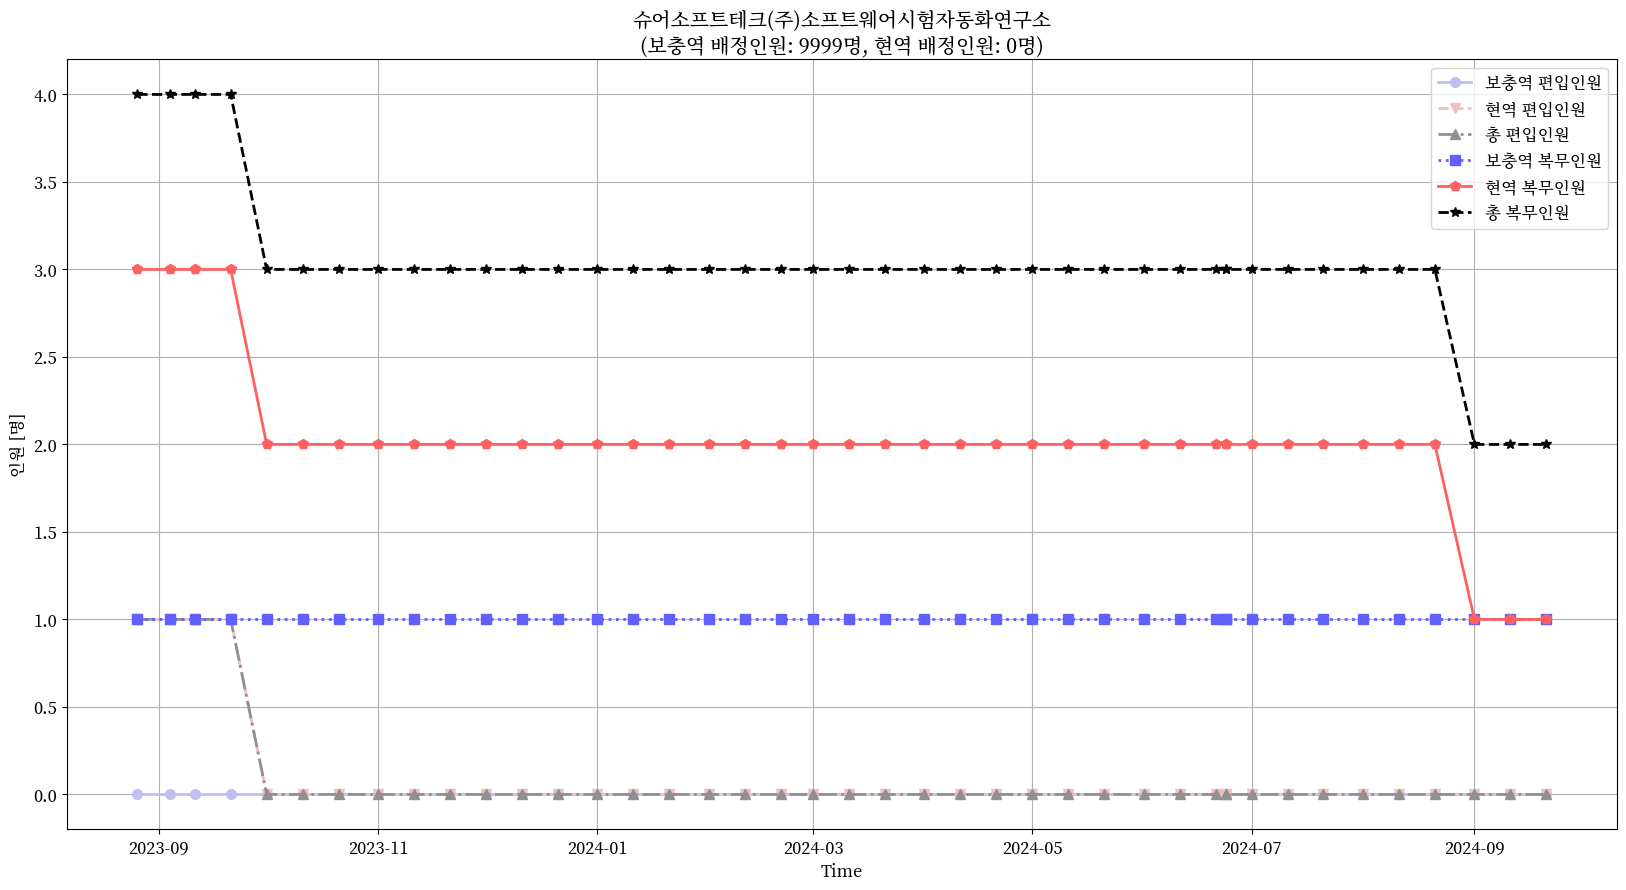 슈어소프트테크(주)소프트웨어시험자동화연구소
(보충역 배정인원: 9999명, 현역 배정인원: 0명)
보충역 편입인원
현역 편입인원
총 편입인원
보충역 복무인원
현역 복무인원
총 복무인원
인원 [명]
4.0
3.5
3.0
2.5
2.0
1.5
1.0
0.5
0.0
2023-09
2023-11
2024-01
2024-03
2024-05
2024-07
2024-09
Time